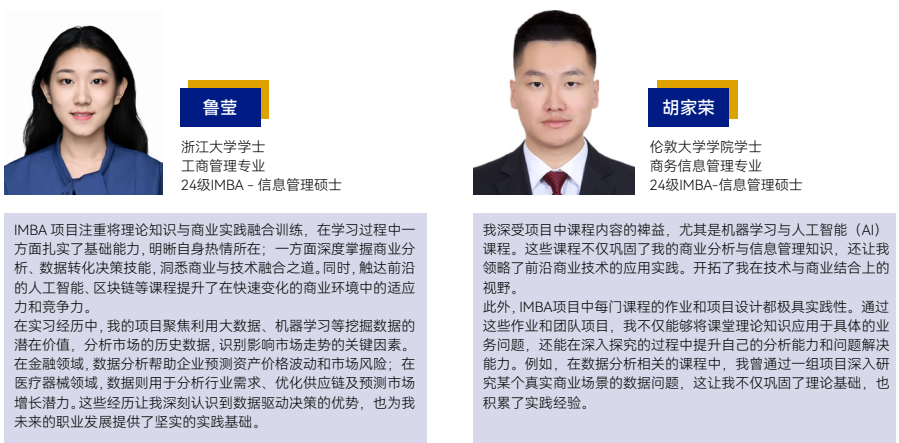 鲁莹
浙江大学学士
工商管理专业
24级IMBA - 信息管理硕士
IMBA 项目注重将理论知识与商业实践融合训练，在学习过程中一
方面扎实了基础能力，明晰自身热情所在；一方面深度掌握商业分
析、数据转化决策技能，洞悉商业与技术融合之道。同时，触达前沿
的人工智能、区块链等课程提升了在快速变化的商业环境中的适应
力和竞争力。
在实习经历中，我的项目聚焦利用大数据、机器学习等挖掘数据的
潜在价值，分析市场的历史数据，识别影响市场走势的关键因素。
在金融领域，数据分析帮助企业预测资产价格波动和市场风险；在
医疗器械领域，数据则用于分析行业需求、优化供应链及预测市场
增长潜力。这些经历让我深刻认识到数据驱动决策的优势，也为我
未来的职业发展提供了坚实的实践基础。
胡家荣
伦敦大学学院学士
商务信息管理专业
24级IMBA-信息管理硕士
我深受项目中课程内容的裨益，尤其是机器学习与人工智能（AI）
课程。这些课程不仅巩固了我的商业分析与信息管理知识，还让我
领略了前沿商业技术的应用实践。开拓了我在技术与商业结合上的
视野。
此外，IMBA项目中每门课程的作业和项目设计都极具实践性。通过
这些作业和团队项目，我不仅能够将课堂理论知识应用于具体的业
务问题，还能在深入探究的过程中提升自己的分析能力和问题解决
能力。例如，在数据分析相关的课程中，我曾通过一组项目深入研
究某个真实商业场景的数据问题，这让我不仅巩固了理论基础，也
积累了实践经验。